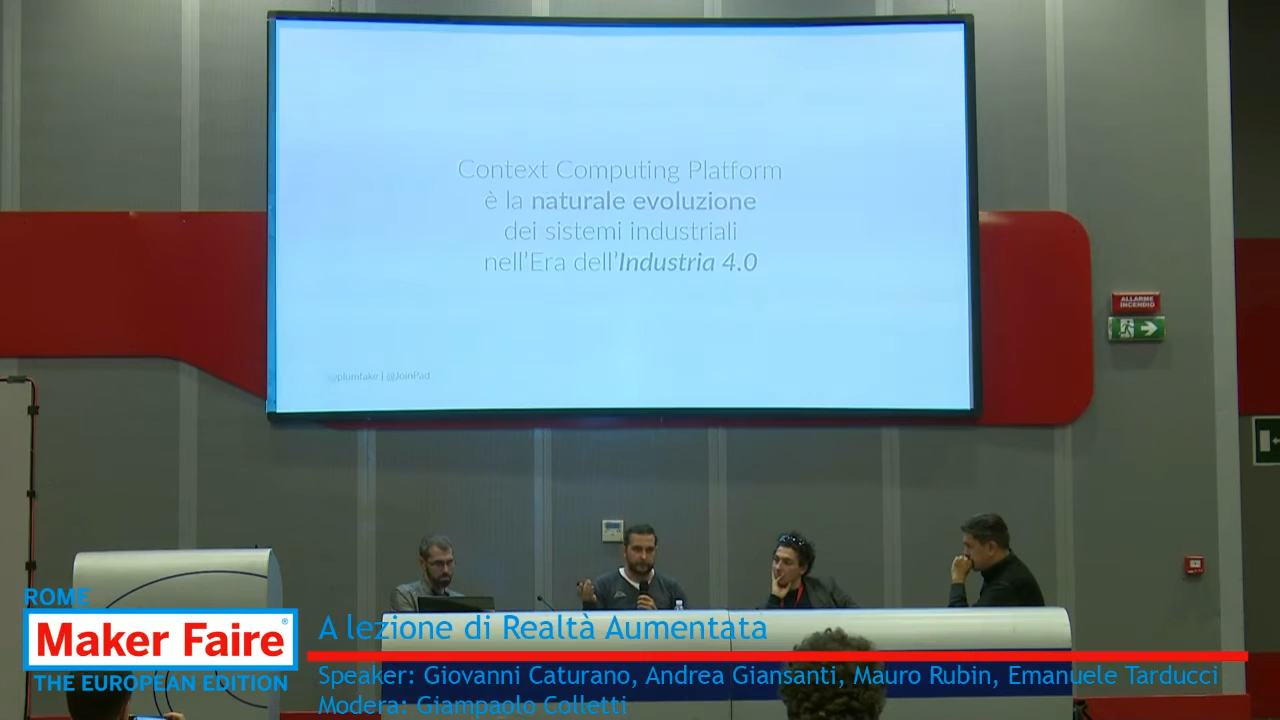 Context Computing Platform
è la naturale evoluzione
dei sistemi industriali
nell'Era dell'Industria 4.0
@plumfake | @JoinPad
ALLARME
INCENDIO
ROME
Maker Faire®
THE EUROPEAN EDITION
A lezione di Realtà Aumentata
Speaker: Giovanni Caturano, Andrea Giansanti, Mauro Rubin, Emanuele Tarducci
Modera: Giampaolo Colletti